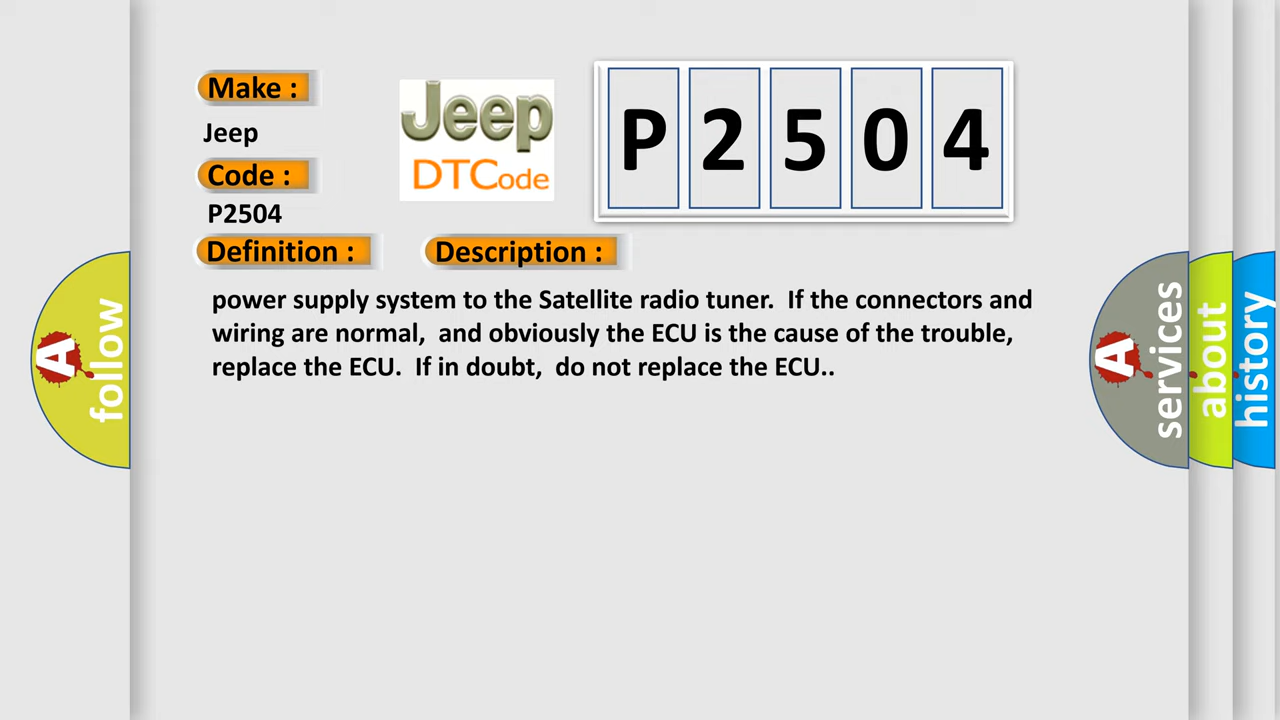 Make :
Jeep
Code :
P2504
Jeep
DTCode
P 2 5 0 4
Definition :
Description :
power supply system to the Satellite radio tuner. If the connectors and
wiring are normal, and obviously the ECU is the cause of the trouble,
replace the ECU. If in doubt, do not replace the ECU..
A
follow
A
services
about
history